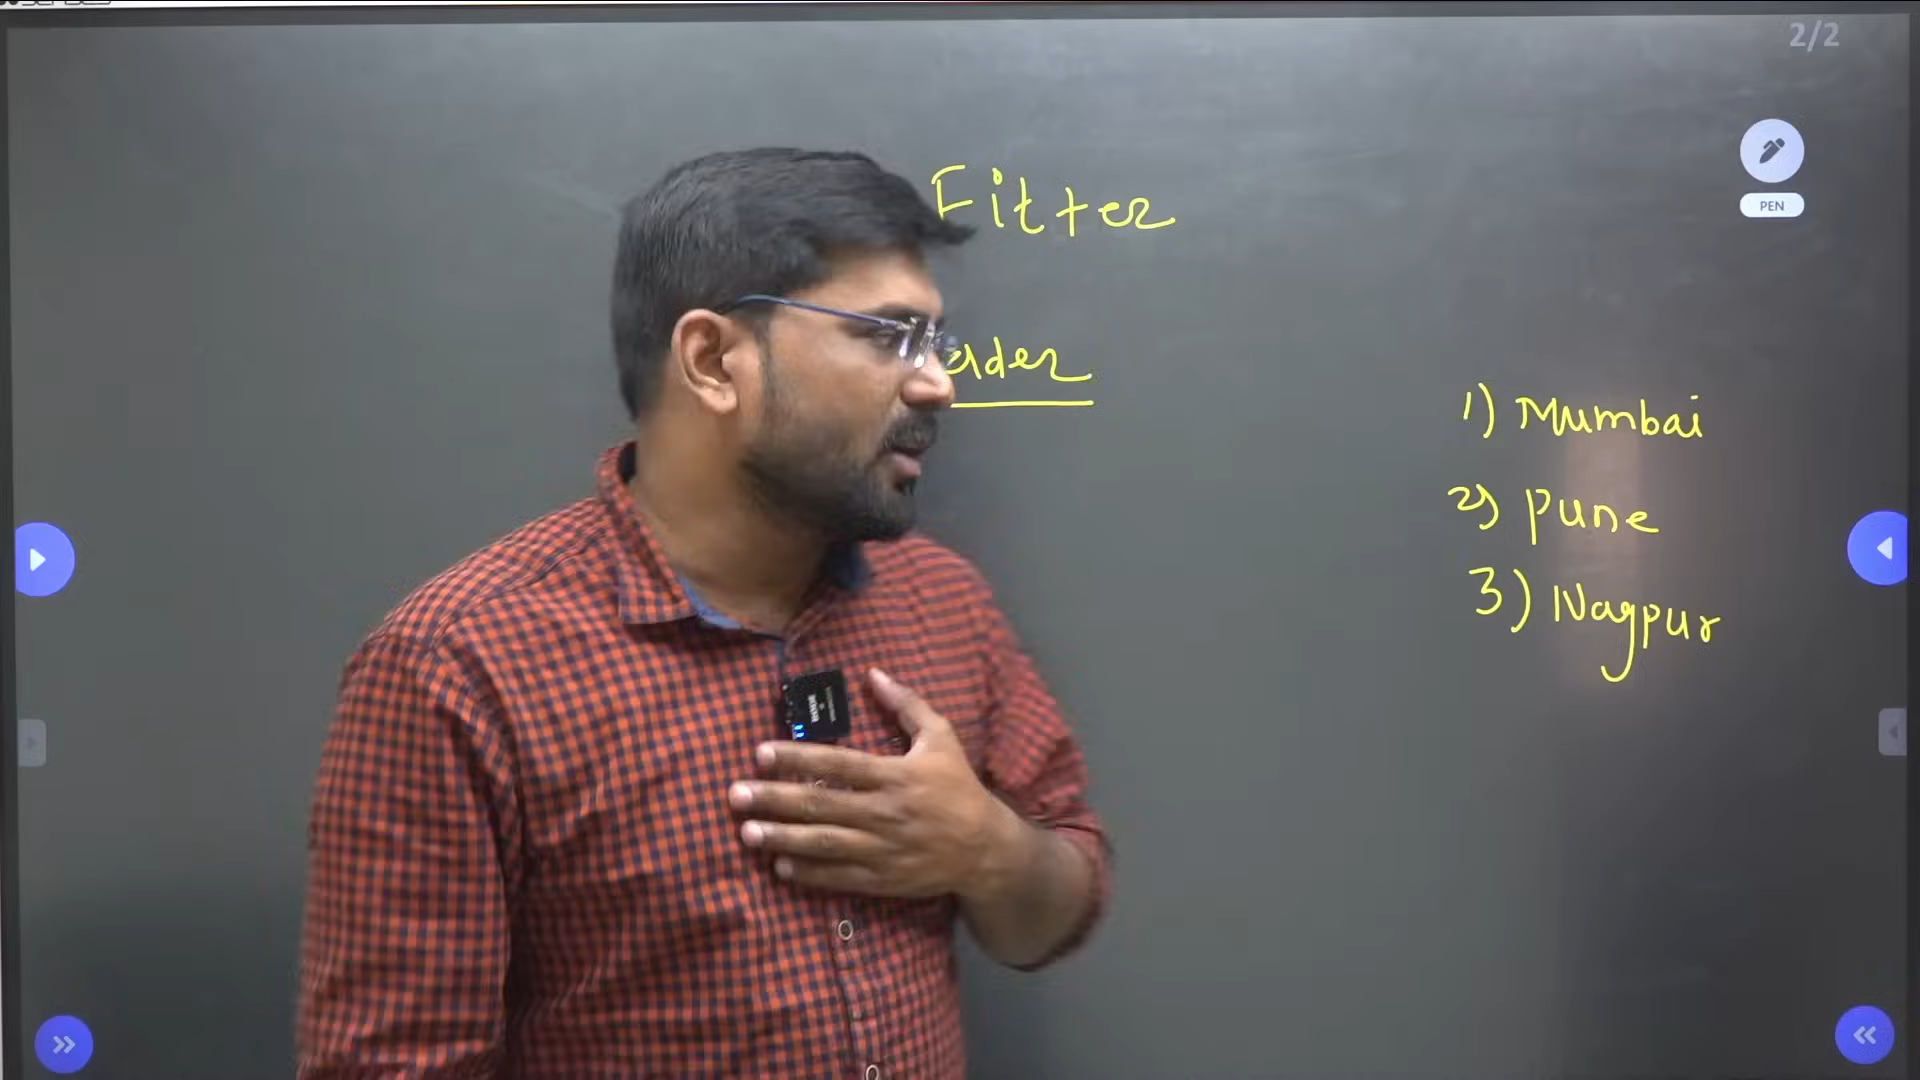 2/2
Fitter
PEN
1) Mumbai
2) Pune
3) Nagpur